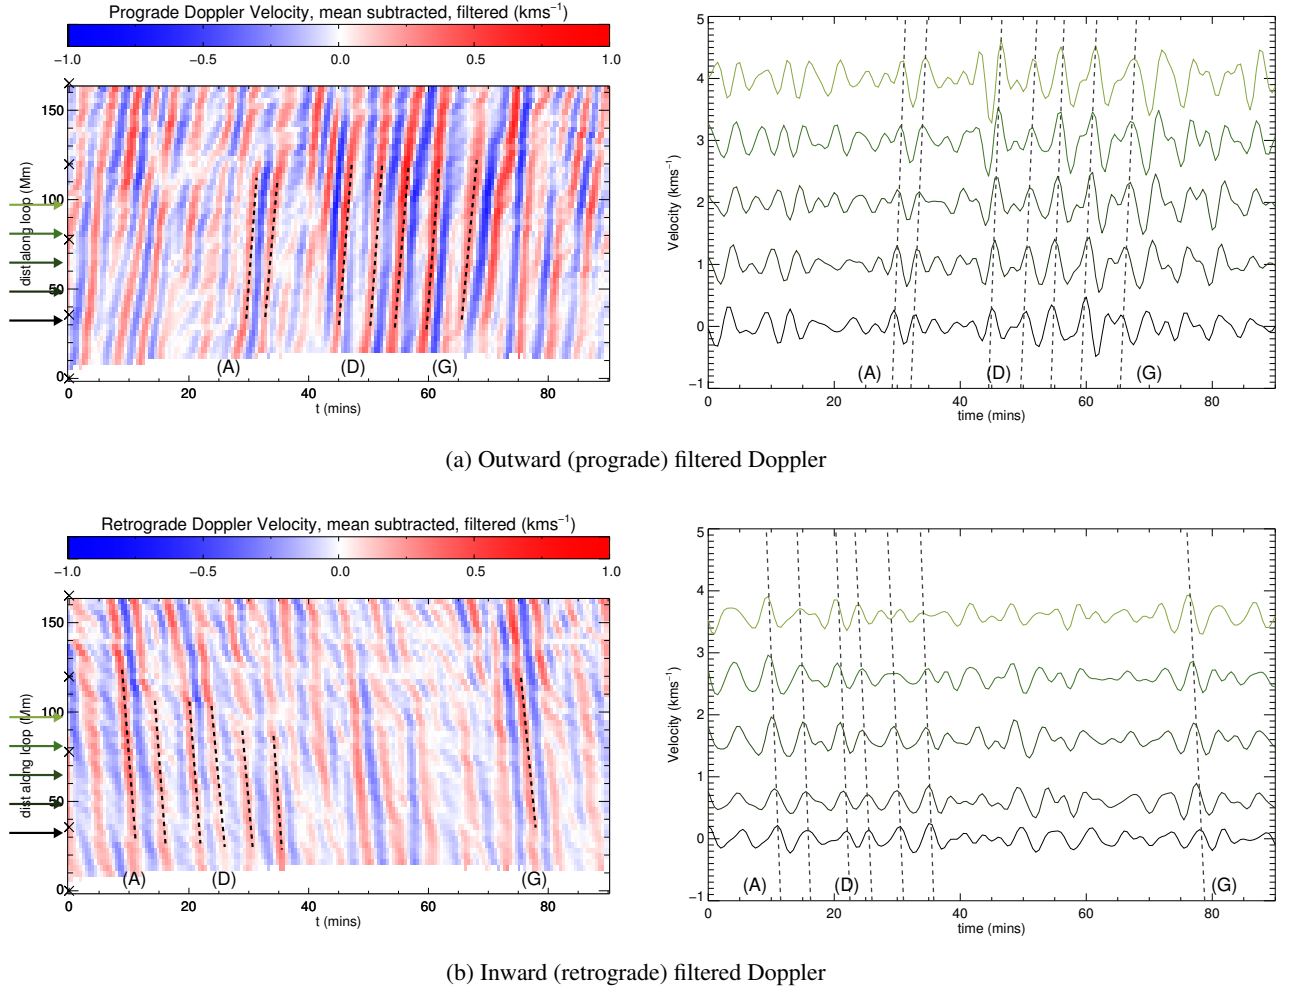 Prograde Doppler Velocity, mean subtracted, filtered (kms⁻¹)
−1.0 −0.5 0.0 0.5 1.0
dist along loop (Mm)
150
100
50
0
(A) (D) (G)
0 20 40 60 80
t (mins)
Velocity (kms⁻¹)
5
4
3
2
1
0
−1
(A) (D) (G)
0 20 40 60 80
time (mins)
(a) Outward (prograde) filtered Doppler
Retrograde Doppler Velocity, mean subtracted, filtered (kms⁻¹)
−1.0 −0.5 0.0 0.5 1.0
dist along loop (Mm)
150
100
50
0
(A) (D) (G)
0 20 40 60 80
t (mins)
Velocity (kms⁻¹)
5
4
3
2
1
0
−1
(A) (D) (G)
0 20 40 60 80
time (mins)
(b) Inward (retrograde) filtered Doppler